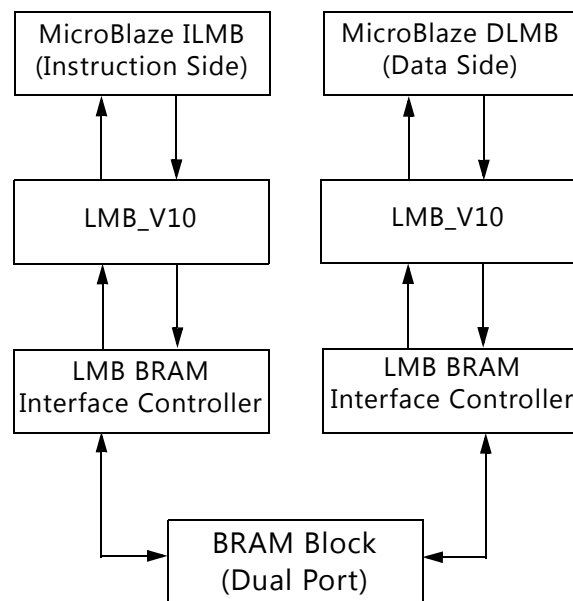 MicroBlaze ILMB
(Instruction Side)
MicroBlaze DLMB
(Data Side)
LMB_V10
LMB_V10
LMB BRAM
Interface Controller
LMB BRAM
Interface Controller
BRAM Block
(Dual Port)